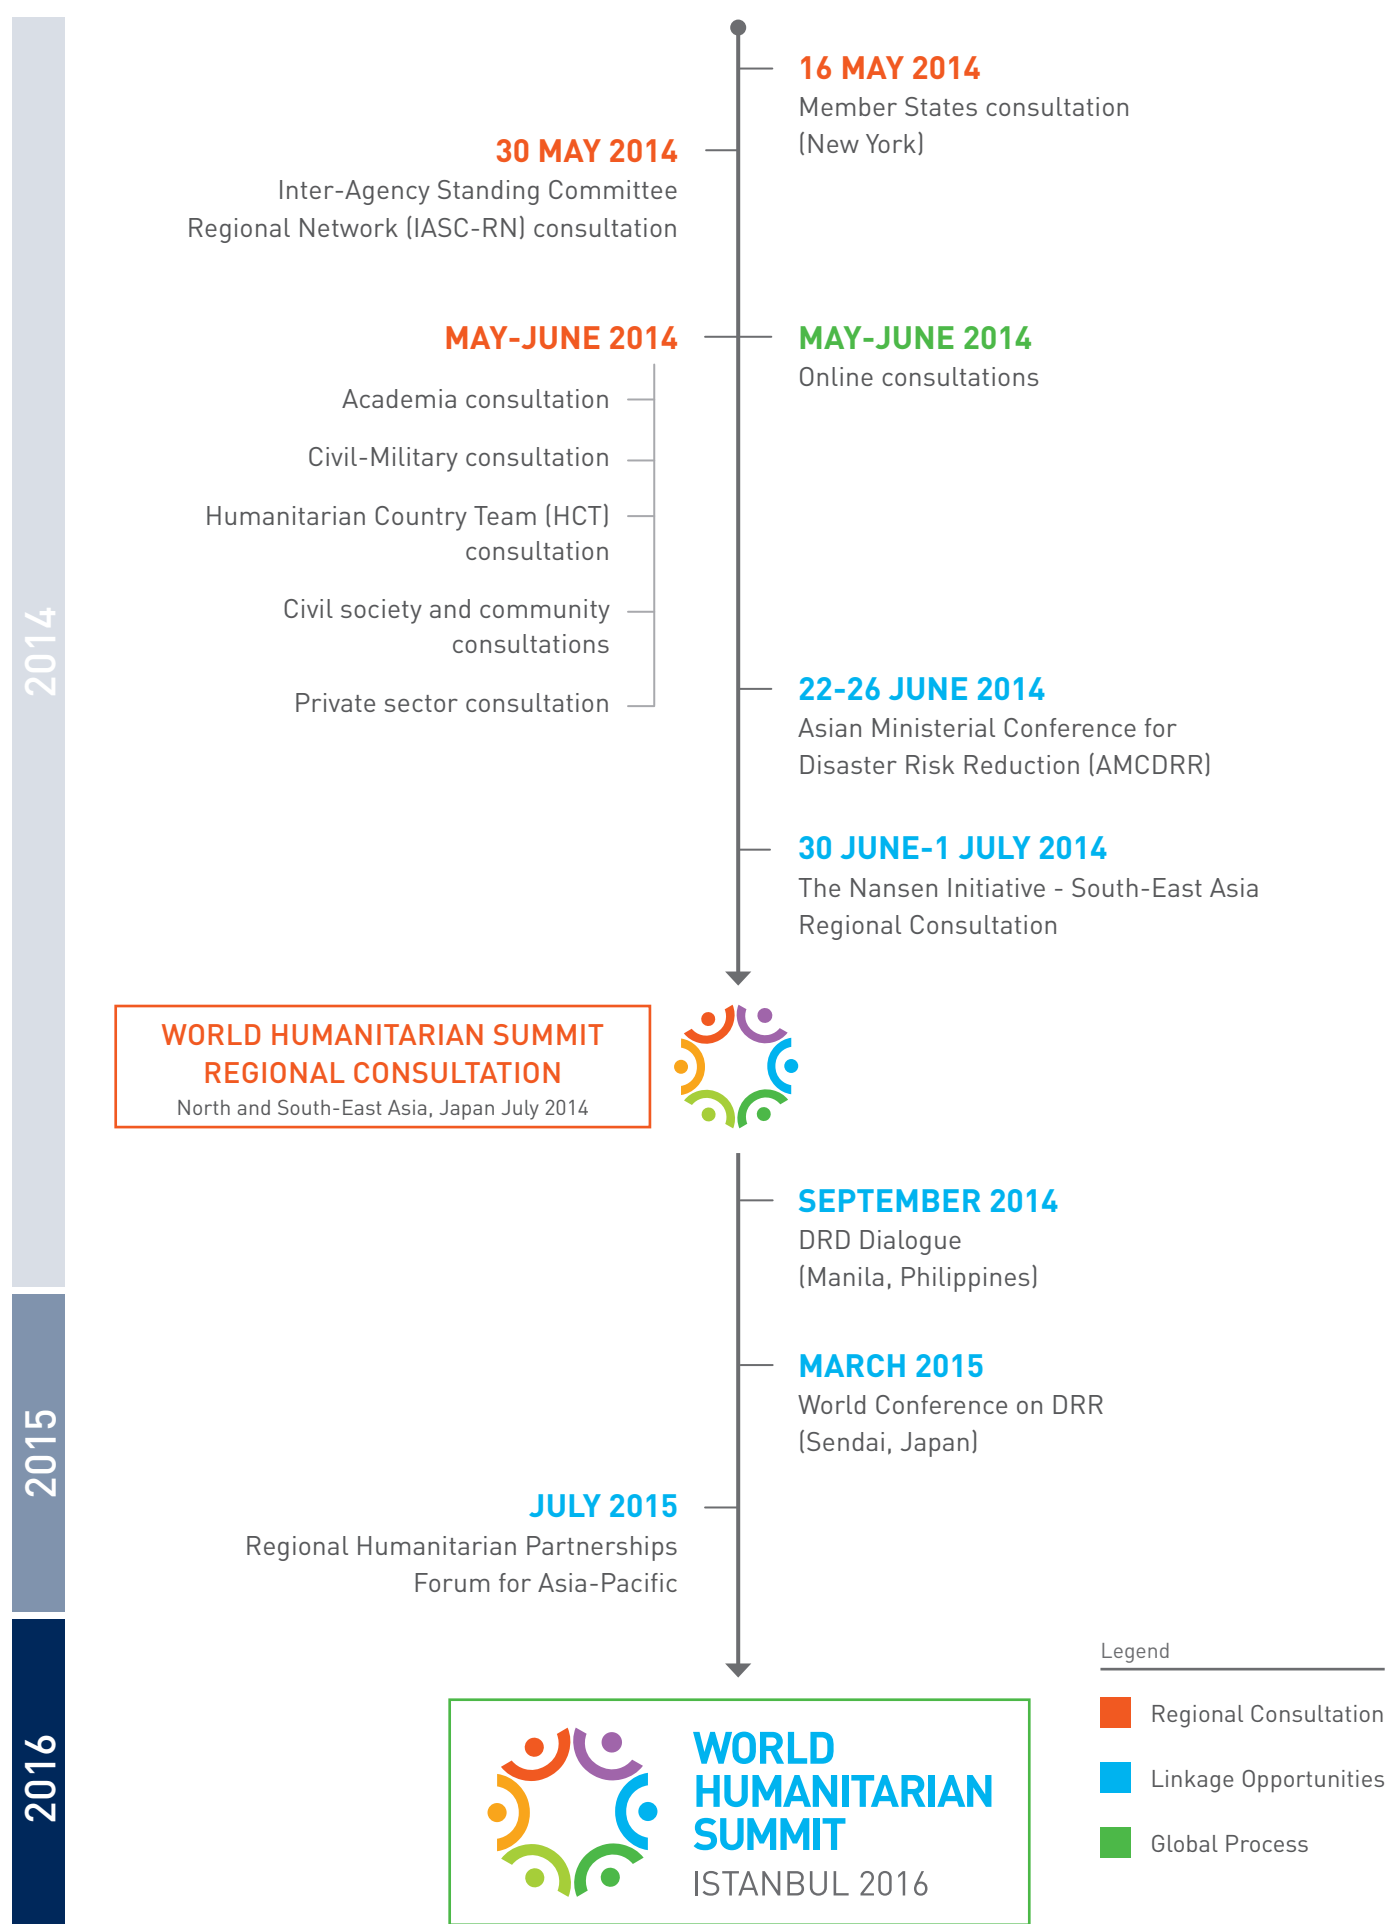 16 MAY 2014
Member States consultation
(New York)
30 MAY 2014
Inter-Agency Standing Committee
Regional Network (IASC-RN) consultation
MAY-JUNE 2014
Academia consultation
Civil-Military consultation
Humanitarian Country Team (HCT)
consultation
Civil society and community
consultations
Private sector consultation
MAY-JUNE 2014
Online consultations
22-26 JUNE 2014
Asian Ministerial Conference for
Disaster Risk Reduction (AMCDRR)
30 JUNE-1 JULY 2014
The Nansen Initiative - South-East Asia
Regional Consultation
2014
WORLD HUMANITARIAN SUMMIT
REGIONAL CONSULTATION
North and South-East Asia, Japan July 2014
SEPTEMBER 2014
DRD Dialogue
(Manila, Philippines)
2015
MARCH 2015
World Conference on DRR
(Sendai, Japan)
JULY 2015
Regional Humanitarian Partnerships
Forum for Asia-Pacific
2016
WORLD
HUMANITARIAN
SUMMIT
ISTANBUL 2016
Legend
Regional Consultation
Linkage Opportunities
Global Process